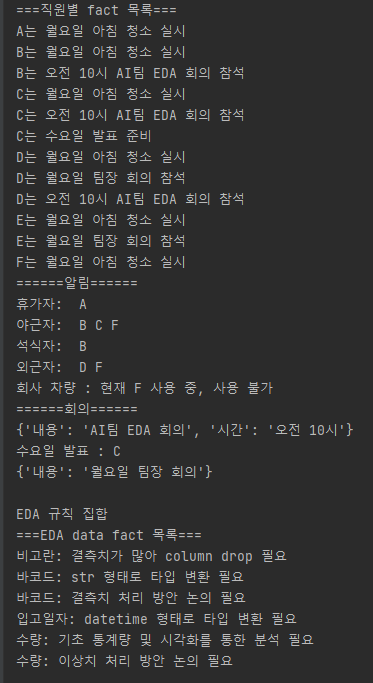 ===직원별 fact 목록===
A는 월요일 아침 청소 실시
B는 월요일 아침 청소 실시
B는 오전 10시 AI팀 EDA 회의 참석
C는 월요일 아침 청소 실시
C는 오전 10시 AI팀 EDA 회의 참석
C는 수요일 발표 준비
D는 월요일 아침 청소 실시
D는 월요일 팀장 회의 참석
D는 오전 10시 AI팀 EDA 회의 참석
E는 월요일 아침 청소 실시
E는 월요일 팀장 회의 참석
F는 월요일 아침 청소 실시
======알림======
휴가자:  A
야근자:  B C F
석식자:  B
외근자:  D F
회사 차량 : 현재 F 사용 중, 사용 불가
======회의======
{'내용': 'AI팀 EDA 회의', '시간': '오전 10시'}
수요일 발표 : C
{'내용': '월요일 팀장 회의'}
EDA 규칙 집합
===EDA data fact 목록===
비고란: 결측치가 많아 column drop 필요
바코드: str 형태로 타입 변환 필요
바코드: 결측치 처리 방안 논의 필요
입고일자: datetime 형태로 타입 변환 필요
수량: 기초 통계량 및 시각화를 통한 분석 필요
수량: 이상치 처리 방안 논의 필요